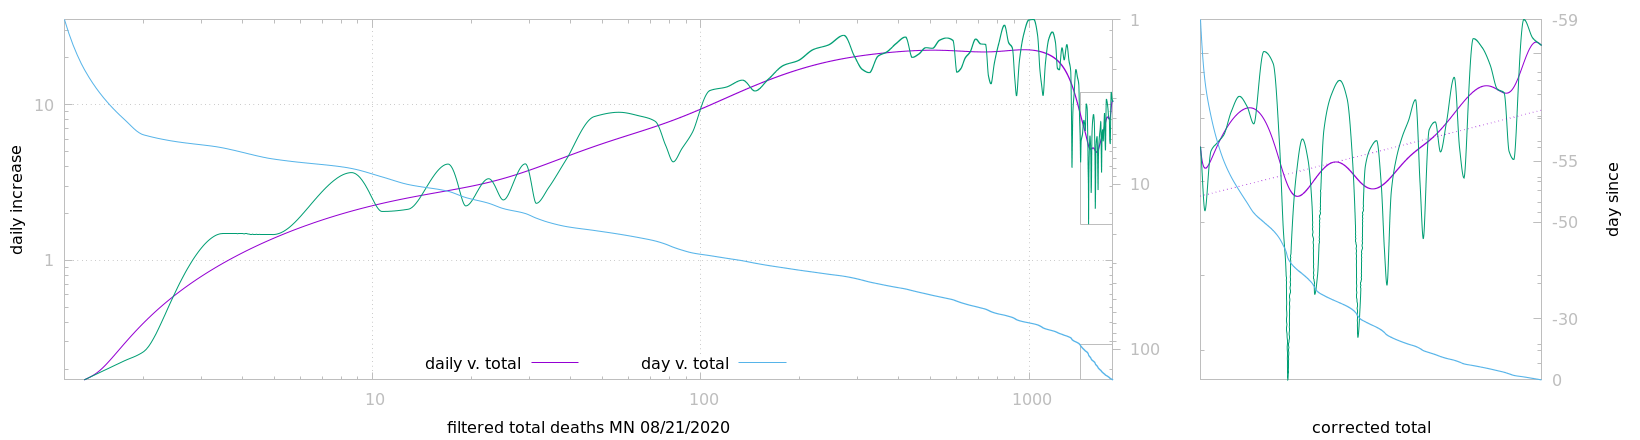 daily increase
10
1
daily v. total
day v. total
10
100
1000
filtered total deaths MN 08/21/2020
1
10
100
-59
-55
-50
-30
0
day since
corrected total